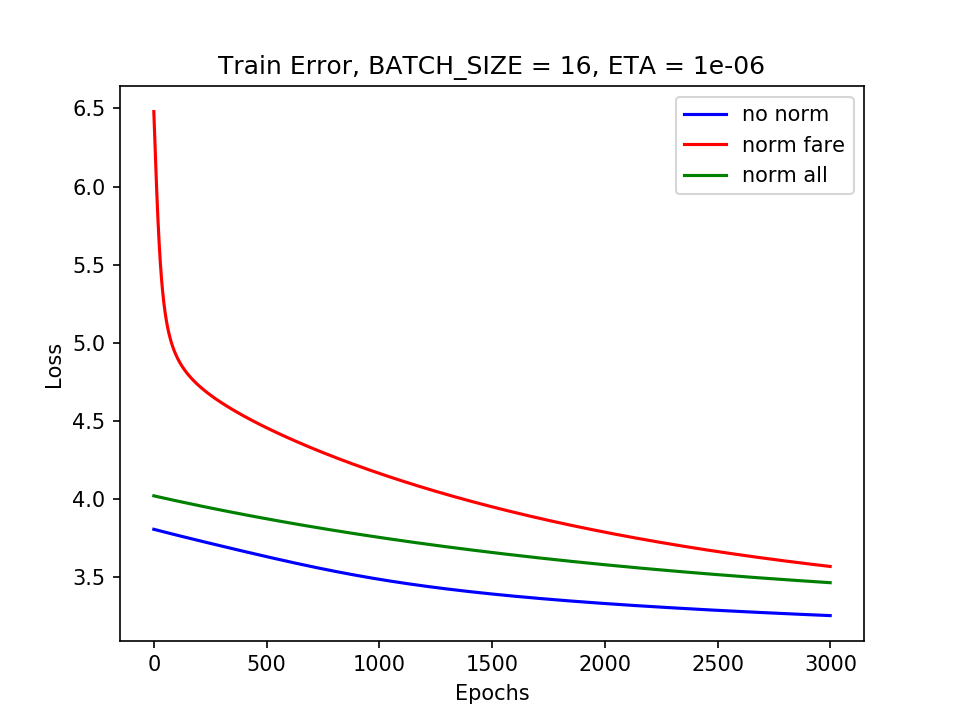 Train Error, BATCH_SIZE = 16, ETA = 1e-06
no norm
norm fare
norm all
Loss
6.5
6.0
5.5
5.0
4.5
4.0
3.5
0 500 1000 1500 2000 2500 3000
Epochs